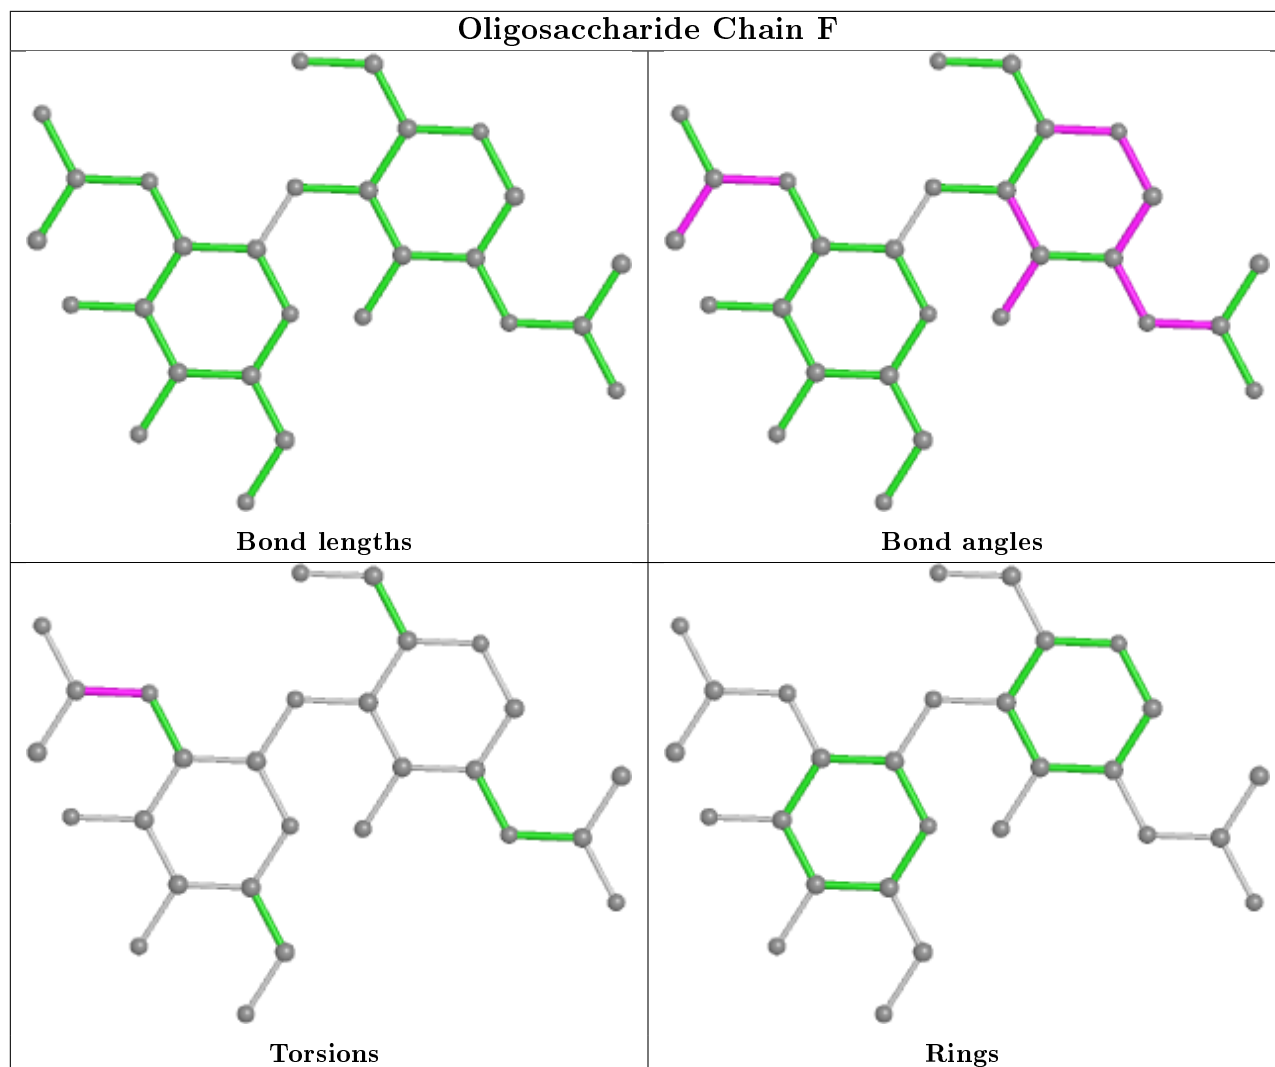 Oligosaccharide Chain F
Bond lengths
Bond angles
Torsions
Rings